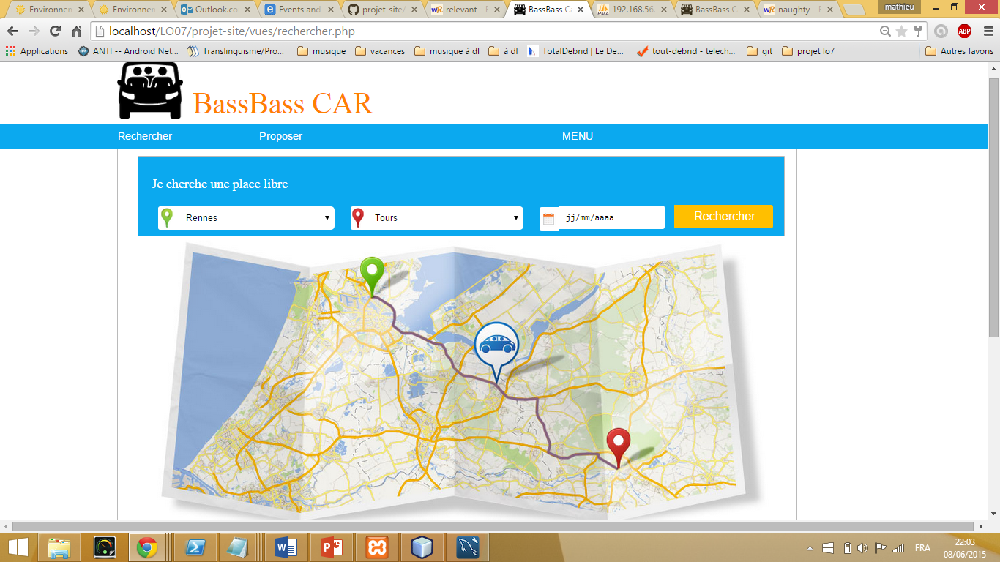 Environnem
Environnem
Outlook.co
Events and
projet-site/
relevant - E
BassBass C
192.168.56
BassBass C
naughty - E
mathieu
localhost/LO07/projet-site/vues/rechercher.php
ABP
Applications
ANTI -- Android Net...
Translinguisme/Pro...
musique
vacances
musique à dl
à dl
TotalDebrid | Le De...
tout-debrid - telech...
git
projet lo7
Autres favoris
BassBass CAR
Rechercher
Proposer
MENU
Je cherche une place libre
Rennes
Tours
jj/mm/aaaa
Rechercher
FRA
22:03
08/06/2015